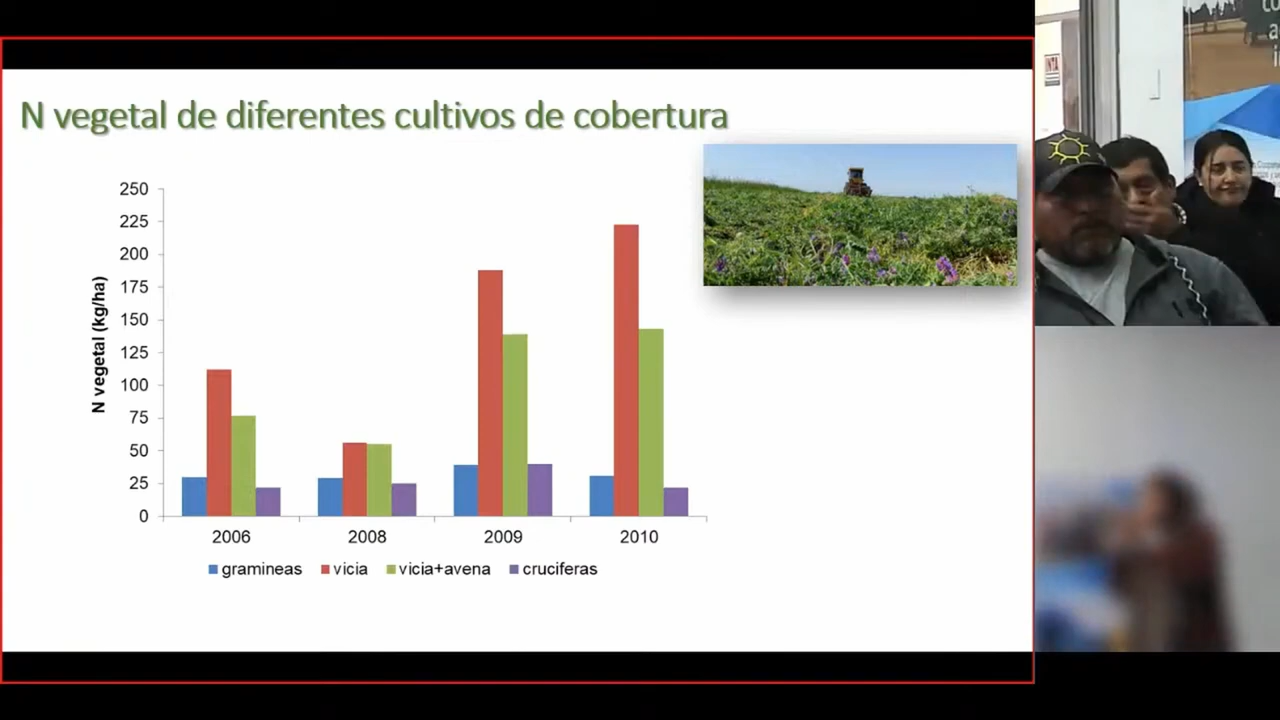 N vegetal de diferentes cultivos de cobertura
N vegetal (kg/ha)
250
225
200
175
150
125
100
75
50
25
0
2006 2008 2009 2010
gramineas vicia vicia+avena cruciferas
INTA